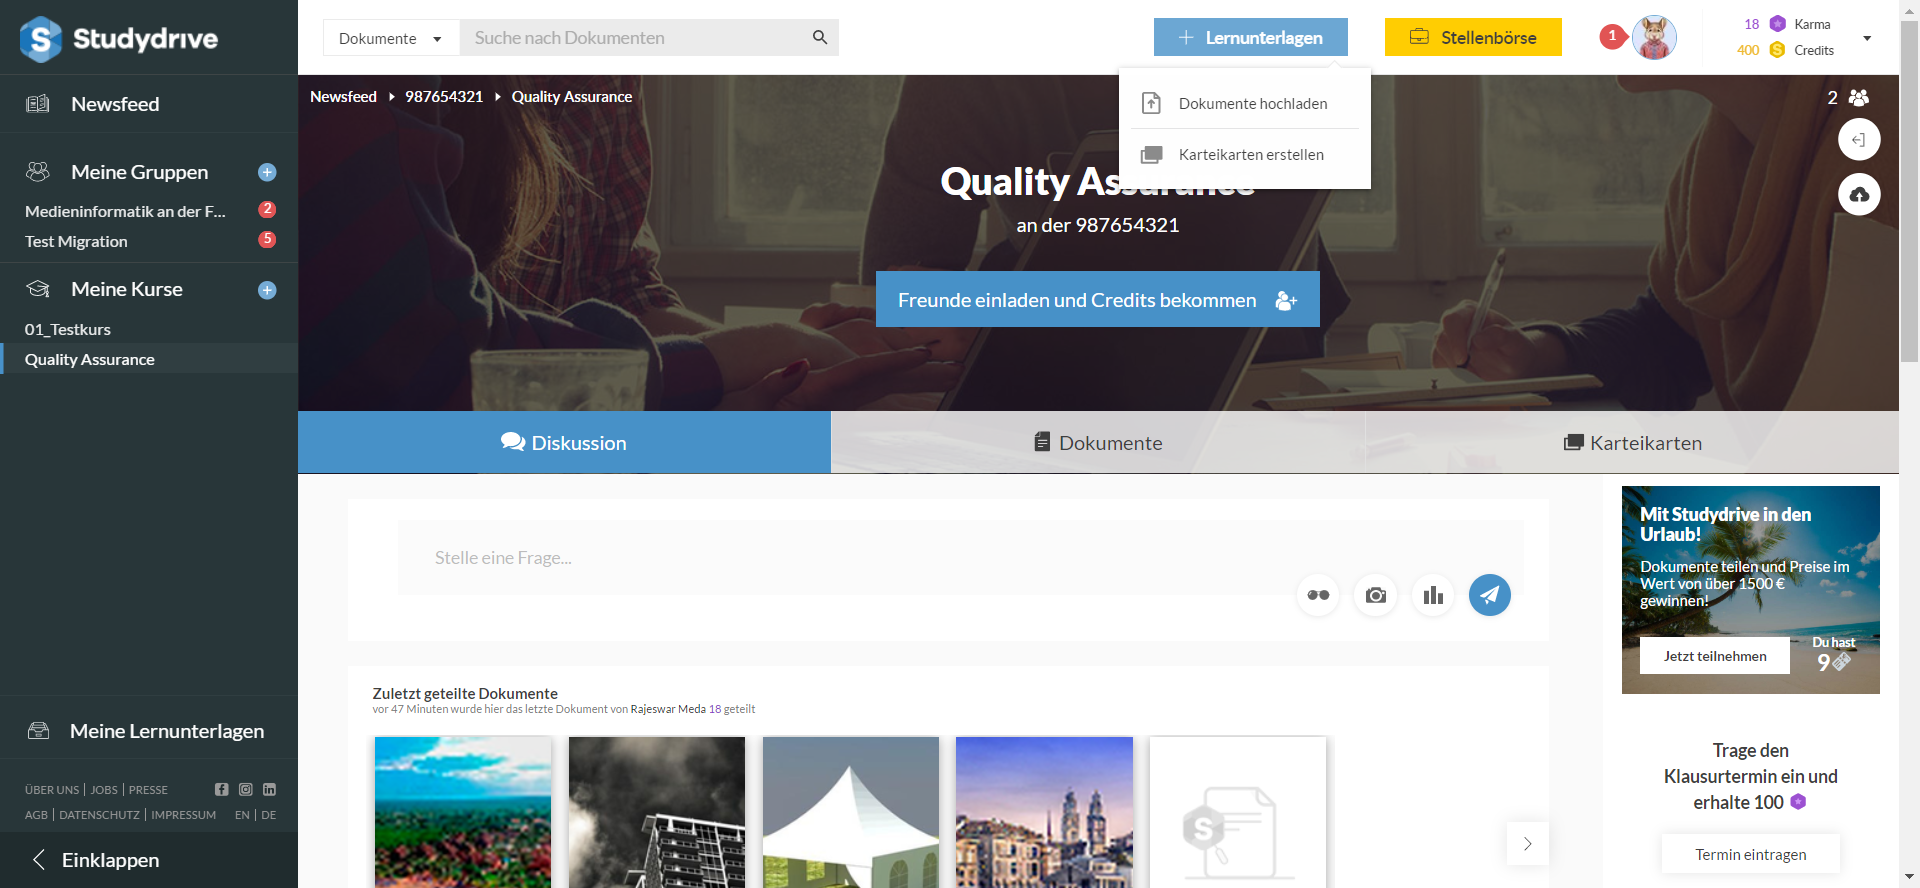 Studydrive
Dokumente
Suche nach Dokumenten
Lernunterlagen
Stellenbörse
1
18 Karma
400 Credits
Newsfeed
Meine Gruppen
Medieninformatik an der F... 2
Test Migration 5
Meine Kurse
01_Testkurs
Quality Assurance
Meine Lernunterlagen
ÜBER UNS | JOBS | PRESSE
AGB | DATENSCHUTZ | IMPRESSUM EN | DE
Einklappen
Newsfeed 987654321 Quality Assurance
Dokumente hochladen
Karteikarten erstellen
2
Quality Assurance
an der 987654321
Freunde einladen und Credits bekommen
Diskussion
Dokumente
Karteikarten
Stelle eine Frage...
Zuletzt geteilte Dokumente
vor 47 Minuten wurde hier das letzte Dokument von Rajeswar Meda 18 geteilt
Mit Studydrive in den
Urlaub!
Dokumente teilen und Preise im
Wert von über 1500 €
gewinnen!
Jetzt teilnehmen
Du hast
9
Trage den
Klausurtermin ein und
erhalte 100
Termin eintragen